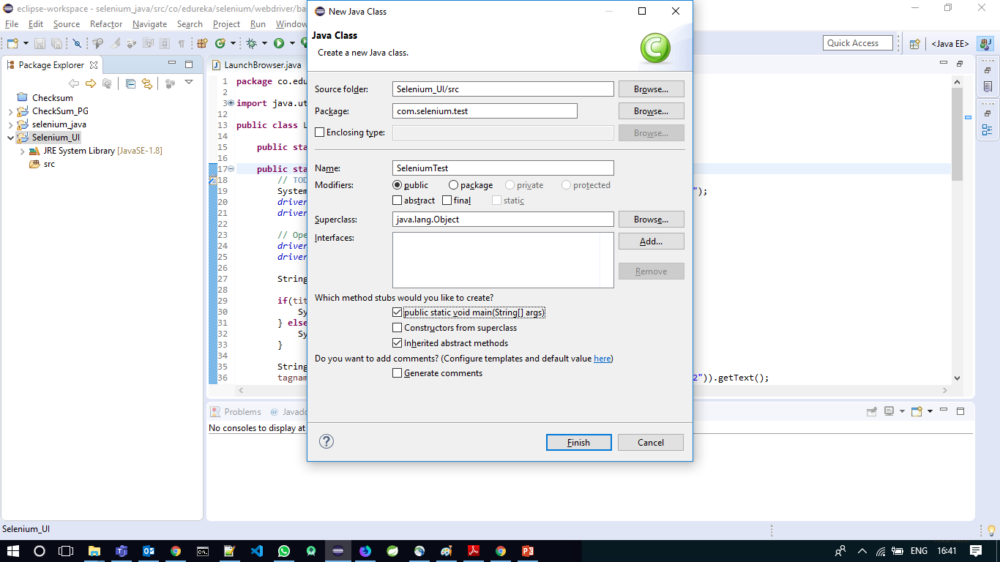 eclipse-workspace - selenium_java/src/co/edureka/selenium/webdriver/ba
File Edit Source Refactor Navigate Search Project Run Window
Quick Access
<Java EE>
Package Explorer
Checksum
CheckSum_PG
selenium_java
Selenium_UI
JRE System Library [JavaSE-1.8]
src
LaunchBrowser.java
1 package co.edu
2
3 import java.ut
12
13 public class L
14
15 public sta
16
17 public sta
18 // TOD
19 System ");
20 driver
21 driver
22
23 // Ope
24 driver
25 driver
26
27 String
28
29 if(tit
30 Sy
31 } else
32 Sy
33 }
34
35 String
36 tagnam 2")).getText();
Problems @ Javado
No consoles to display at
New Java Class
Java Class
Create a new Java class.
Source folder: Selenium_UI/src Browse...
Package: com.selenium.test Browse...
Enclosing type: Browse...
Name: SeleniumTest
Modifiers: public package private protected
abstract final static
Superclass: java.lang.Object Browse...
Interfaces: Add...
Remove
Which method stubs would you like to create?
public static void main(String[] args)
Constructors from superclass
Inherited abstract methods
Do you want to add comments? (Configure templates and default value here)
Generate comments
Finish Cancel
Selenium_UI
ENG 16:41